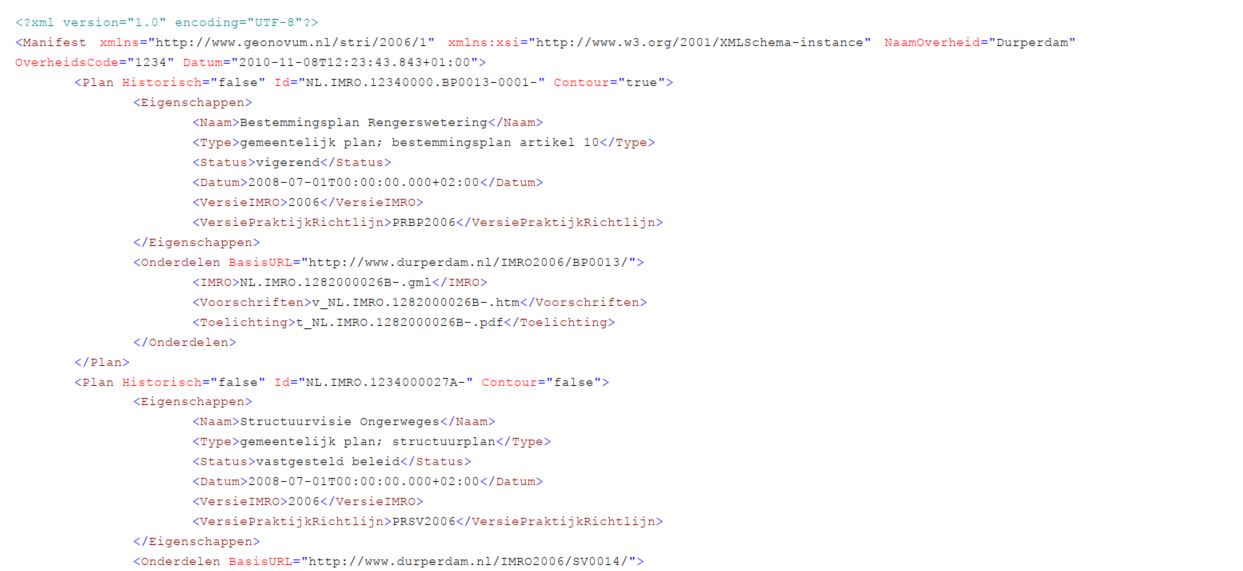 <?xml version="1.0" encoding="UTF-8"?>
<Manifest xmlns="http://www.geonovum.nl/stri/2006/1" xmlns:xsi="http://www.w3.org/2001/XMLSchema-instance" NaamOverheid="Durperdam"
OverheidsCode="1234" Datum="2010-11-08T12:23:43.843+01:00">
<Plan Historisch="false" Id="NL.IMRO.12340000.BP0013-0001-" Contour="true">
<Eigenschappen>
<Naam>Bestemmingsplan Rengerswetering</Naam>
<Type>gemeentelijk plan; bestemmingsplan artikel 10</Type>
<Status>vigerend</Status>
<Datum>2008-07-01T00:00:00.000+02:00</Datum>
<VersieIMRO>2006</VersieIMRO>
<VersiePraktijkRichtlijn>PRBP2006</VersiePraktijkRichtlijn>
</Eigenschappen>
<Onderdelen BasisURL="http://www.durperdam.nl/IMRO2006/BP0013/">
<IMRO>NL.IMRO.1282000026B-.gml</IMRO>
<Voorschriften>v_NL.IMRO.1282000026B-.htm</Voorschriften>
<Toelichting>t_NL.IMRO.1282000026B-.pdf</Toelichting>
</Onderdelen>
</Plan>
<Plan Historisch="false" Id="NL.IMRO.1234000027A-" Contour="false">
<Eigenschappen>
<Naam>Structuurvisie Ongerweges</Naam>
<Type>gemeentelijk plan; structuurplan</Type>
<Status>vastgesteld beleid</Status>
<Datum>2008-07-01T00:00:00.000+02:00</Datum>
<VersieIMRO>2006</VersieIMRO>
<VersiePraktijkRichtlijn>PRSV2006</VersiePraktijkRichtlijn>
</Eigenschappen>
<Onderdelen BasisURL="http://www.durperdam.nl/IMRO2006/SV0014/">